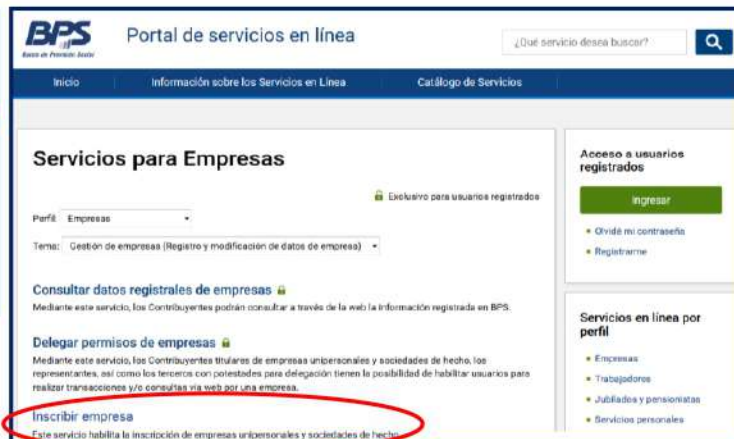 BPS
Banco de Previsión Social
Portal de servicios en línea
¿Qué servicio desea buscar?
Inicio
Información sobre los Servicios en Línea
Catálogo de Servicios
Servicios para Empresas
Exclusivo para usuarios registrados
Perfil: Empresas
Tema: Gestión de empresas (Registro y modificación de datos de empresa)
Consultar datos registrales de empresas
Mediante este servicio, los Contribuyentes podrán consultar a través de la web la información registrada en BPS.
Delegar permisos de empresas
Mediante este servicio, los Contribuyentes titulares de empresas unipersonales y sociedades de hecho, los
representantes, así como los terceros con potestades para delegación tienen la posibilidad de habilitar usuarios para
realizar transacciones y/o consultas vía web por una empresa.
Inscribir empresa
Este servicio habilita la inscripción de empresas unipersonales y sociedades de hecho
Acceso a usuarios
registrados
Ingresar
Olvidé mi contraseña
Registrarme
Servicios en línea por
perfil
Empresas
Trabajadores
Jubilados y pensionistas
Servicios personales